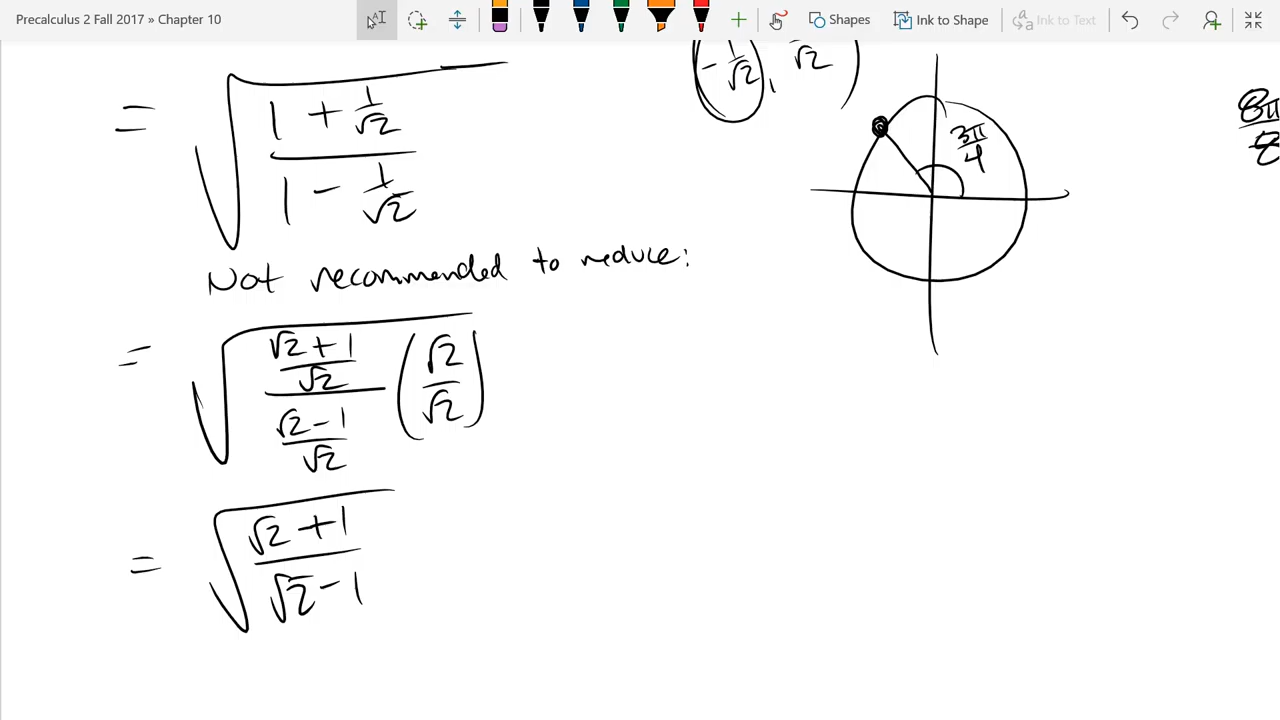 Precalculus 2 Fall 2017 » Chapter 10
Shapes
Ink to Shape
Ink to Text
= √((1 + 1/√2)/(1 - 1/√2))
(-1/√2, /√2)
3π/4
8π/8
Not recommended to reduce:
= √(((√2+1)/√2)/((√2-1)/√2) (√2/√2))
= √((√2+1)/(√2-1))